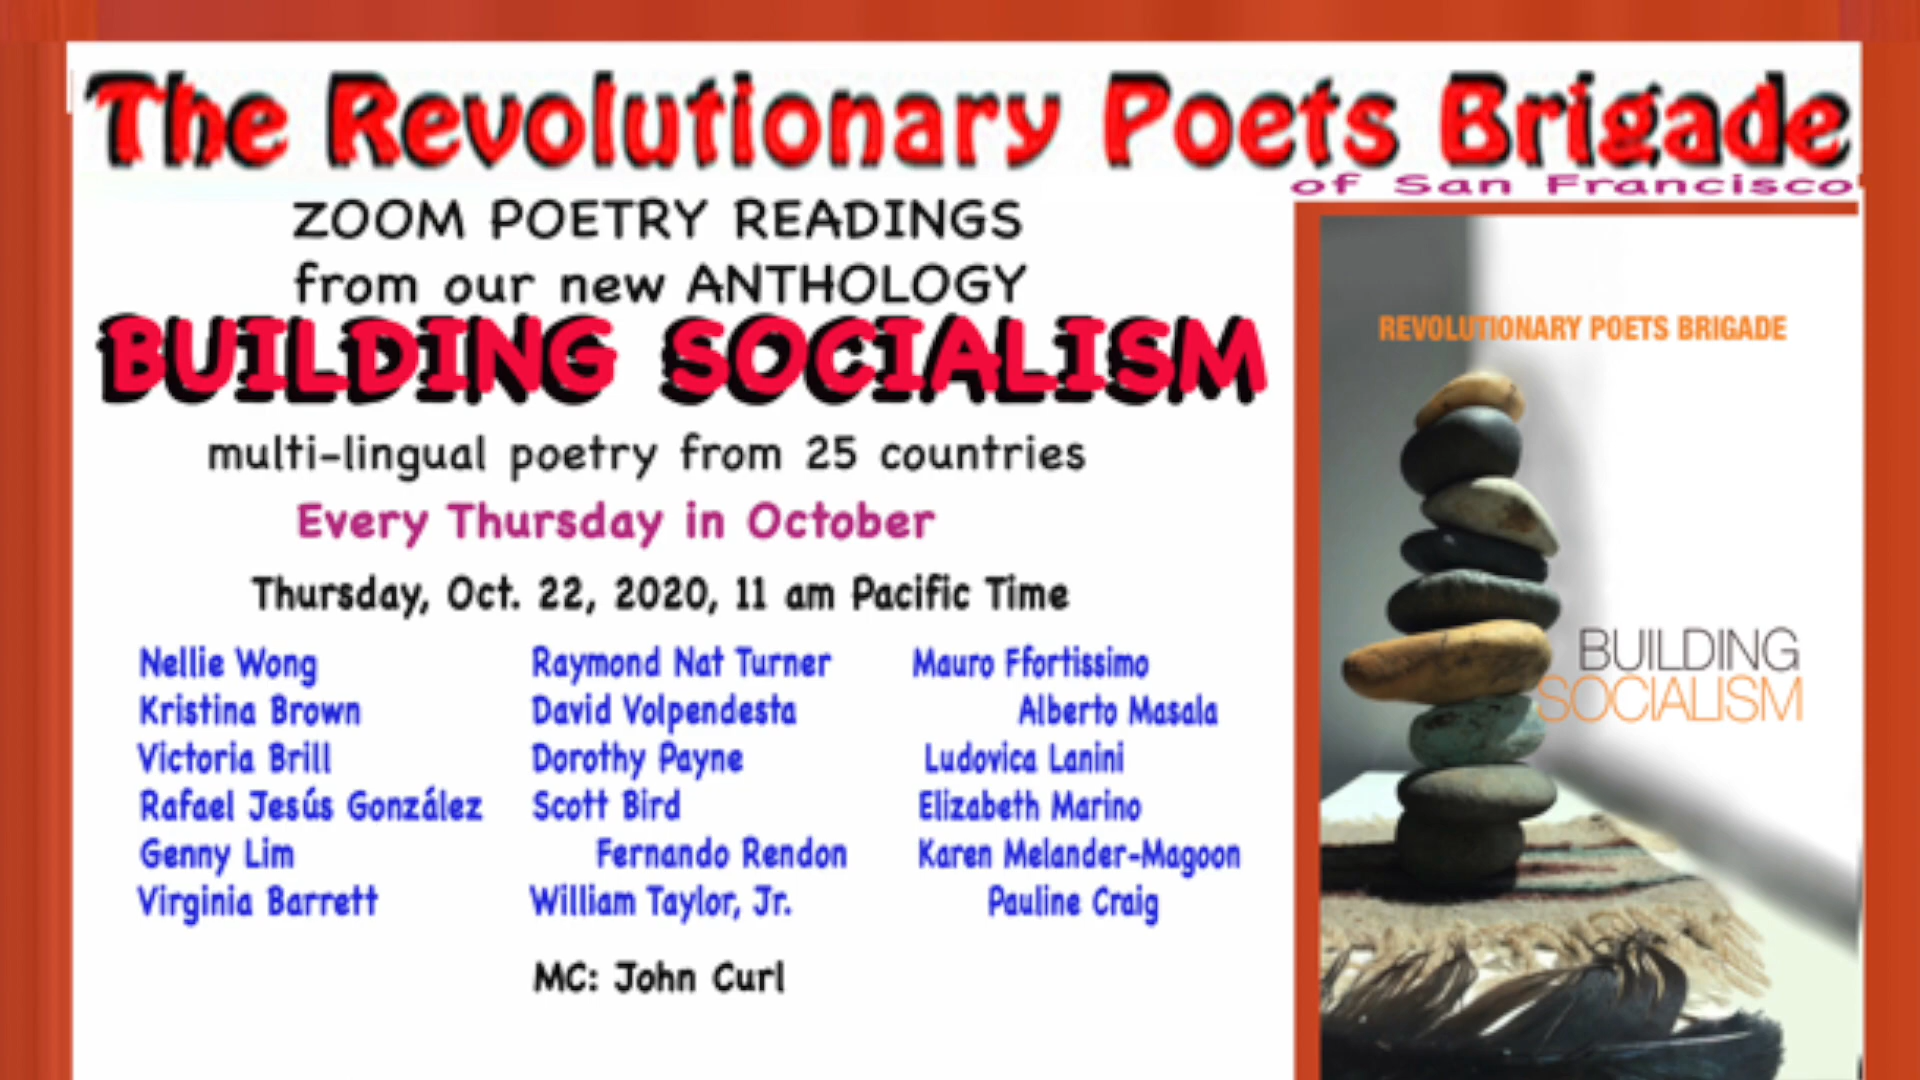 The Revolutionary Poets Brigade
of San Francisco
ZOOM POETRY READINGS
from our new ANTHOLOGY
BUILDING SOCIALISM
multi-lingual poetry from 25 countries
Every Thursday in October
Thursday, Oct. 22, 2020, 11 am Pacific Time
Nellie Wong
Kristina Brown
Victoria Brill
Rafael Jesús González
Genny Lim
Virginia Barrett
Raymond Nat Turner
David Volpendesta
Dorothy Payne
Scott Bird
Fernando Rendon
William Taylor, Jr.
Mauro Ffortissimo
Alberto Masala
Ludovica Lanini
Elizabeth Marino
Karen Melander-Magoon
Pauline Craig
MC: John Curl
REVOLUTIONARY POETS BRIGADE
BUILDING
SOCIALISM